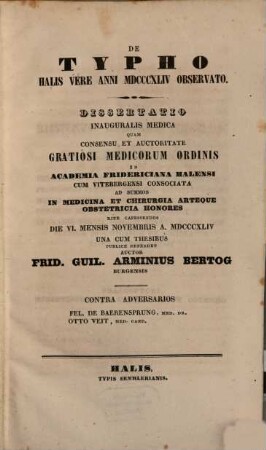 DE
TYPHO
HALIS VERE ANNI MDCCCXLIV OBSERVATO.
DISSERTATIO
INAUGURALIS MEDICA
QUAM
CONSENSU ET AUCTORITATE
GRATIOSI MEDICORUM ORDINIS
IN
ACADEMIA FRIDERICIANA HALENSI
CUM VITEBERGENSI CONSOCIATA
AD SUMMOS
IN MEDICINA ET CHIRURGIA ARTEQUE
OBSTETRICIA HONORES
RITE CAPESSENDOS
DIE VI. MENSIS NOVEMBRIS A. MDCCCXLIV
UNA CUM THESIBUS
PUBLICE DEFENDET
AUCTOR
FRID. GUIL. ARMINIUS BERTOG
BURGENSIS
CONTRA ADVERSARIOS
FEL. DE BAERENSPRUNG, MED. DR.
OTTO VEIT, MED. CAND.
HALIS,
TYPIS SEMMLERIANIS.